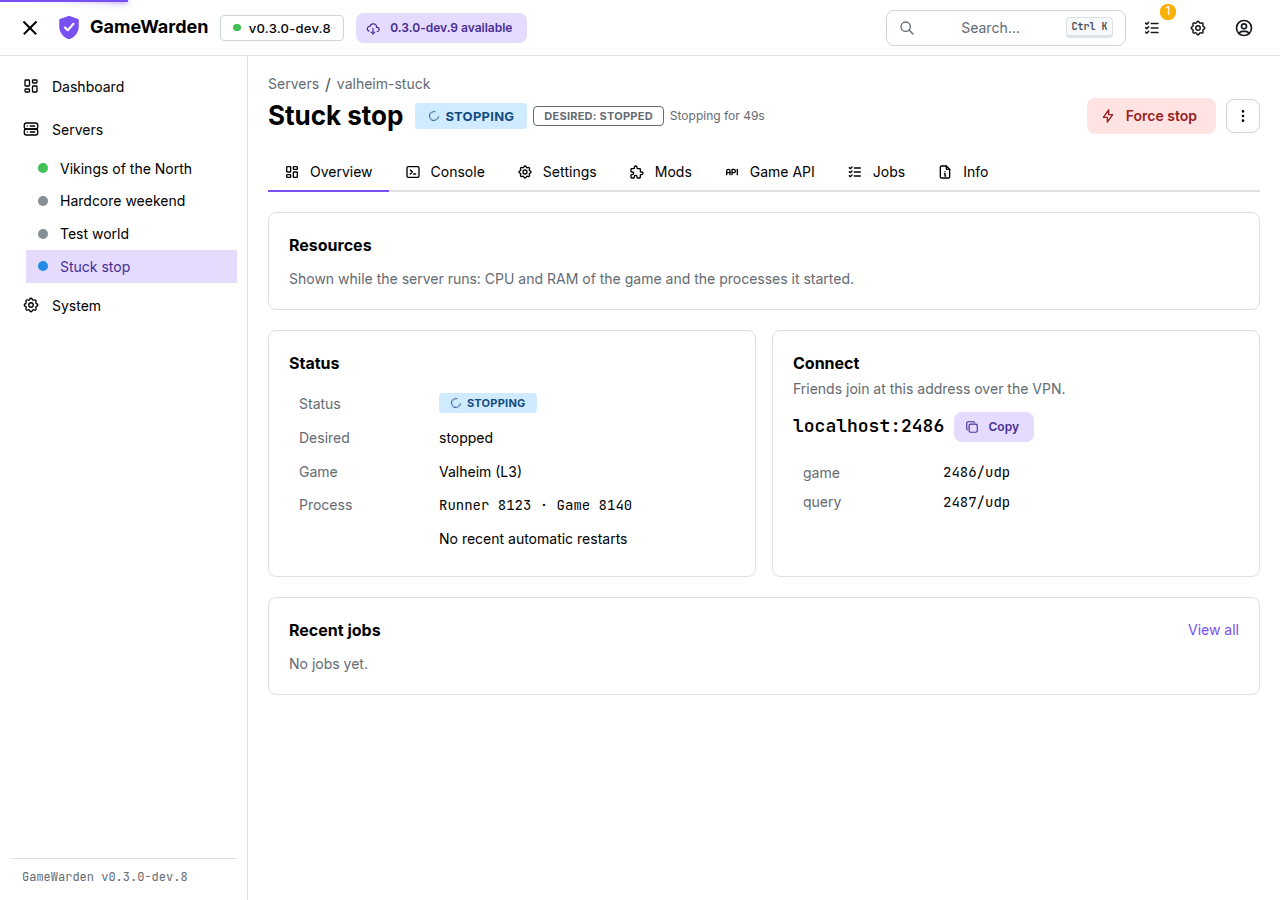 GameWarden
v0.3.0-dev.8
0.3.0-dev.9 available
Search...
Ctrl K
1
Dashboard
Servers
Vikings of the North
Hardcore weekend
Test world
Stuck stop
System
GameWarden v0.3.0-dev.8
Servers / valheim-stuck
Stuck stop
STOPPING
DESIRED: STOPPED
Stopping for 49s
Force stop
Overview
Console
Settings
Mods
API
Game API
Jobs
Info
Resources
Shown while the server runs: CPU and RAM of the game and the processes it started.
Status
Status
STOPPING
Desired
stopped
Game
Valheim (L3)
Process
Runner 8123 · Game 8140
No recent automatic restarts
Connect
Friends join at this address over the VPN.
localhost:2486
Copy
game
2486/udp
query
2487/udp
Recent jobs
View all
No jobs yet.